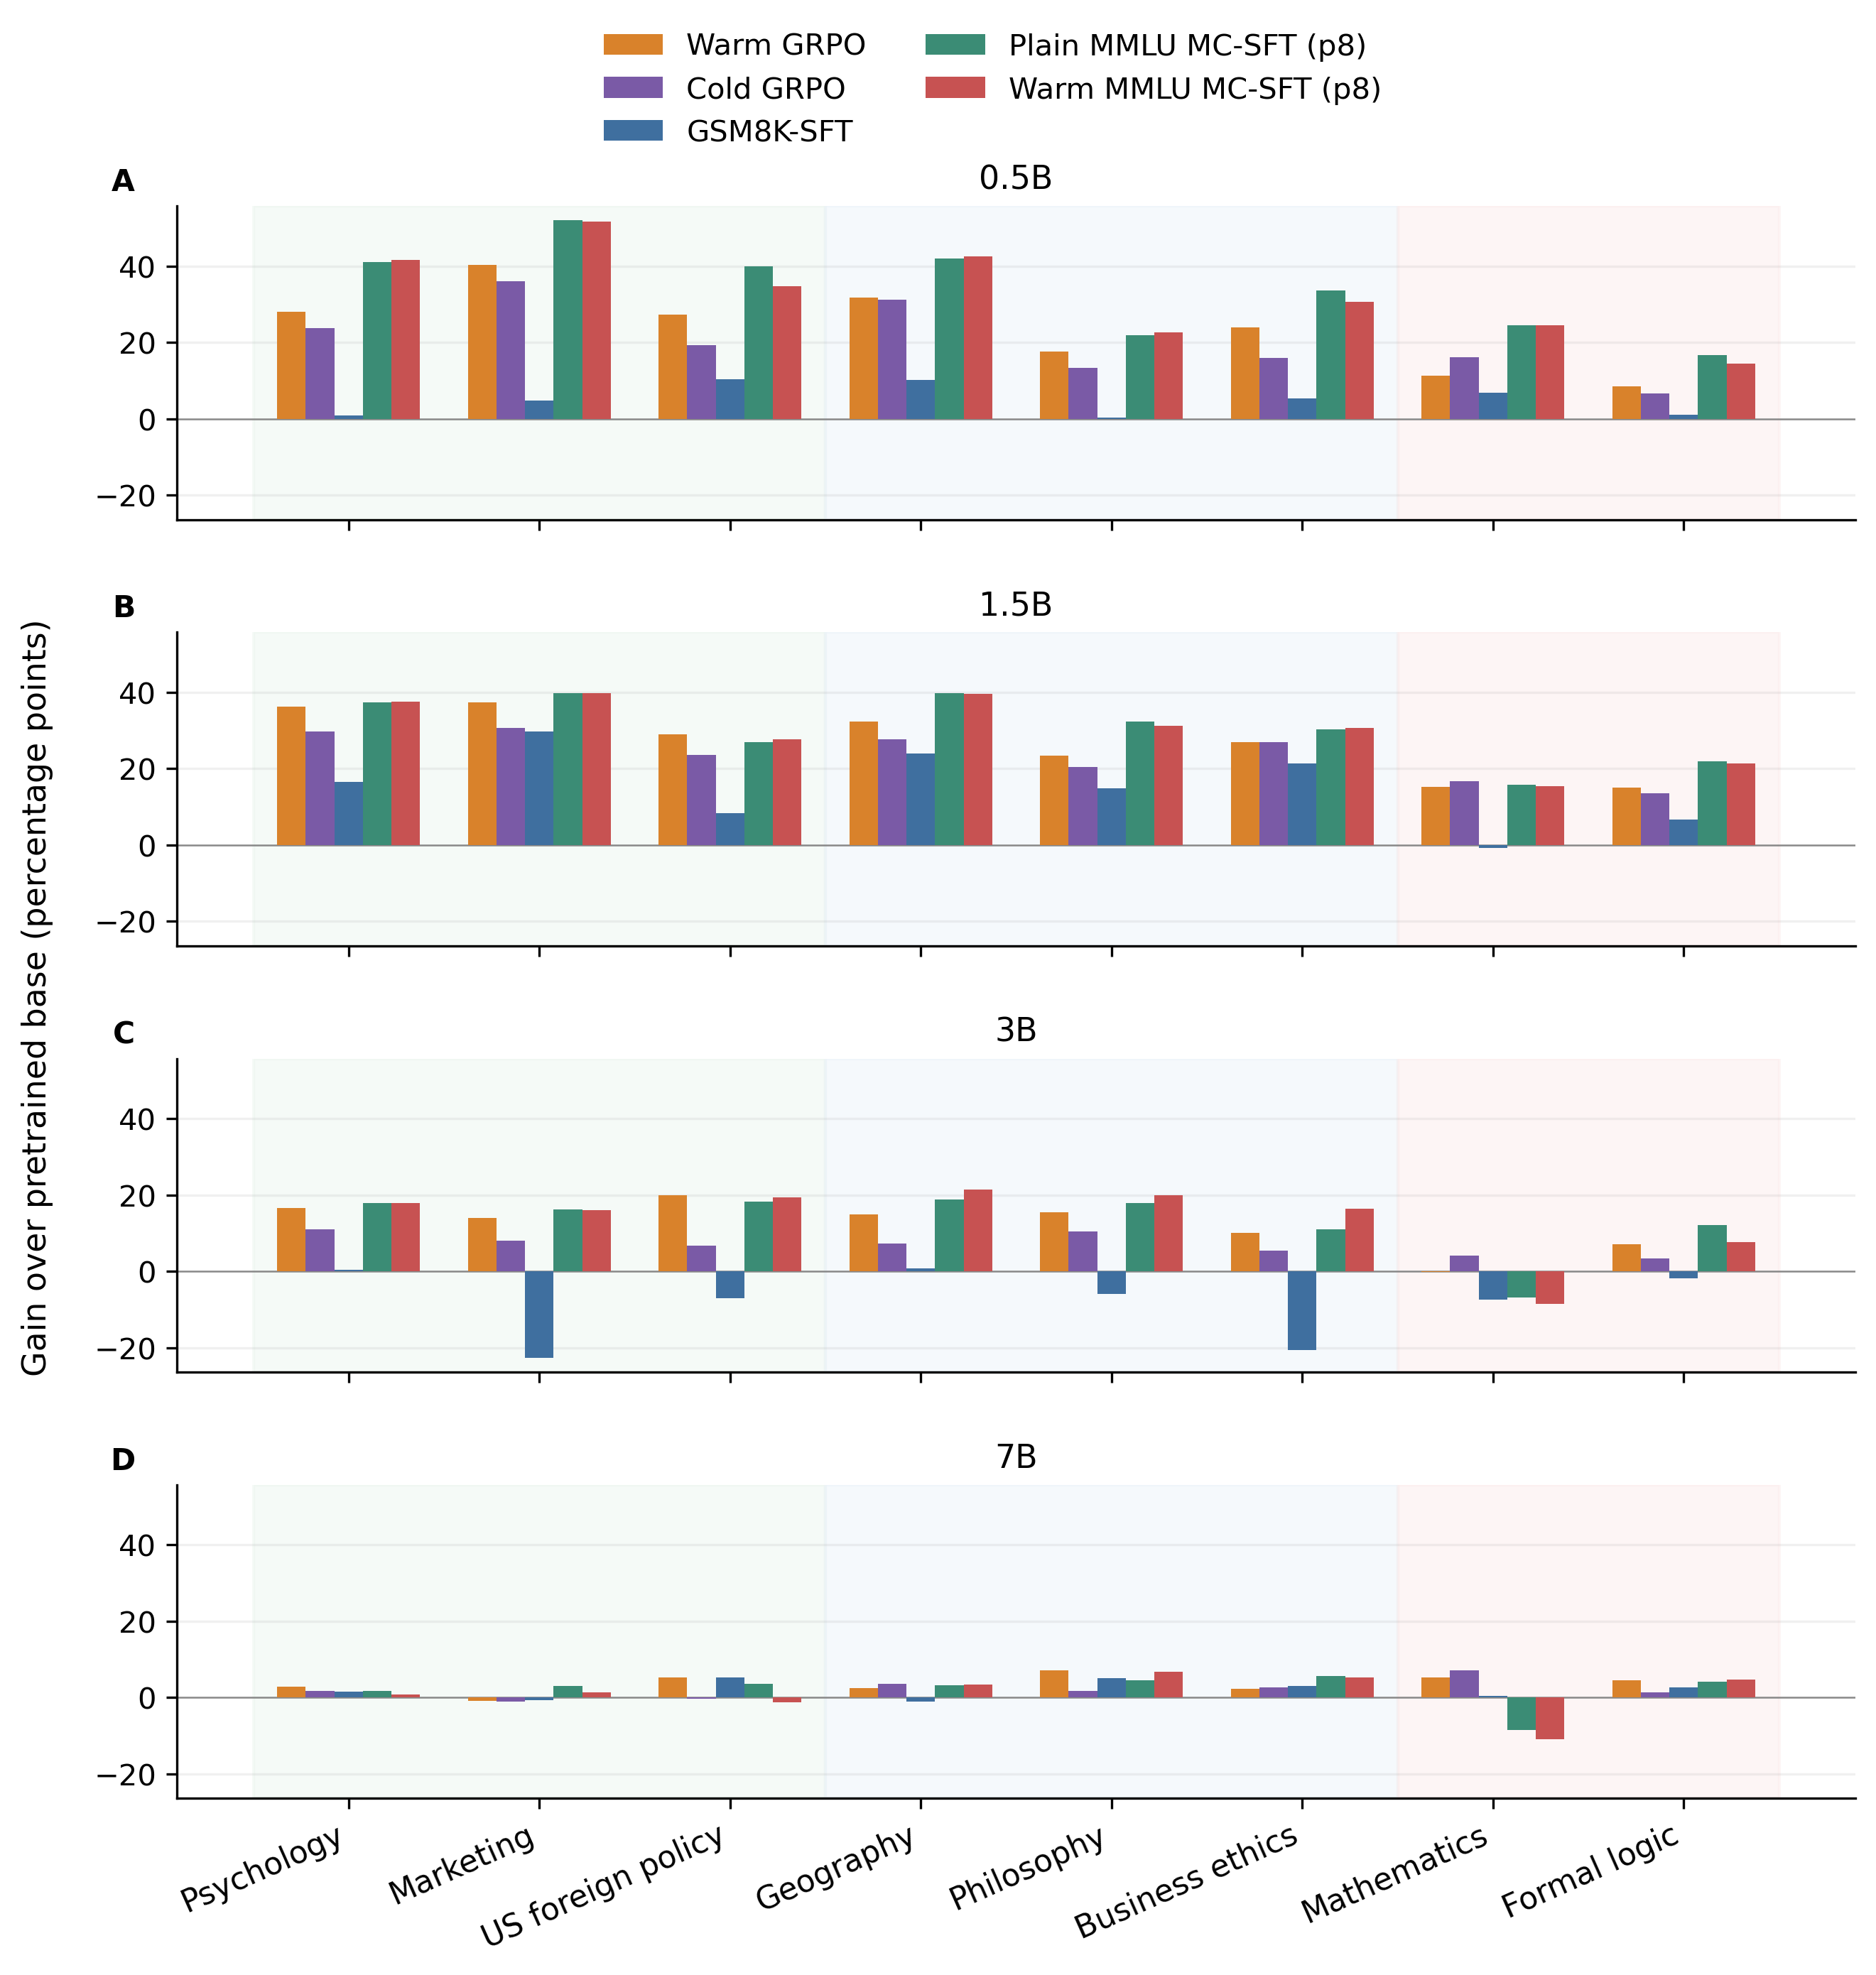 Warm GRPO
Cold GRPO
GSM8K-SFT
Plain MMLU MC-SFT (p8)
Warm MMLU MC-SFT (p8)
Gain over pretrained base (percentage points)
A
0.5B
40
20
0
−20
B
1.5B
40
20
0
−20
C
3B
40
20
0
−20
D
7B
40
20
0
−20
Psychology
Marketing
US foreign policy
Geography
Philosophy
Business ethics
Mathematics
Formal logic